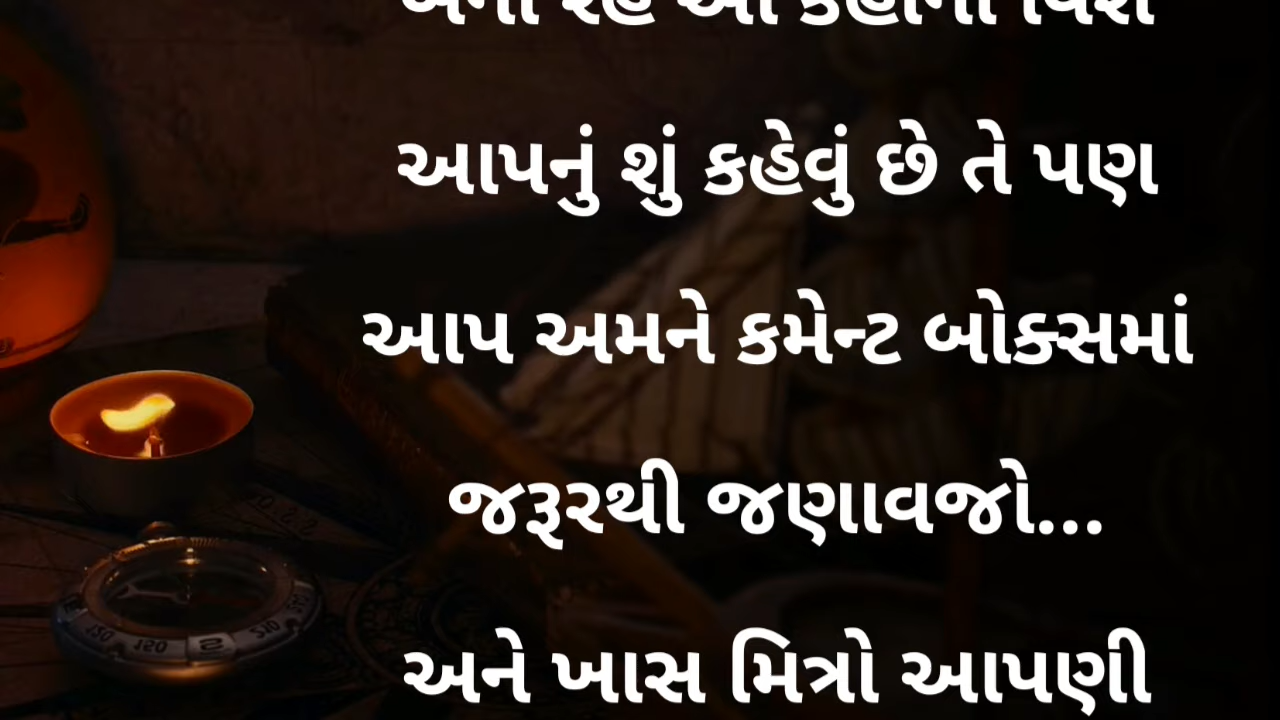 આપનું શું કહેવું છે તે પણ
આપ અમને કમેન્ટ બોક્સમાં
જરૂરથી જણાવજો...
અને ખાસ મિત્રો આપણી